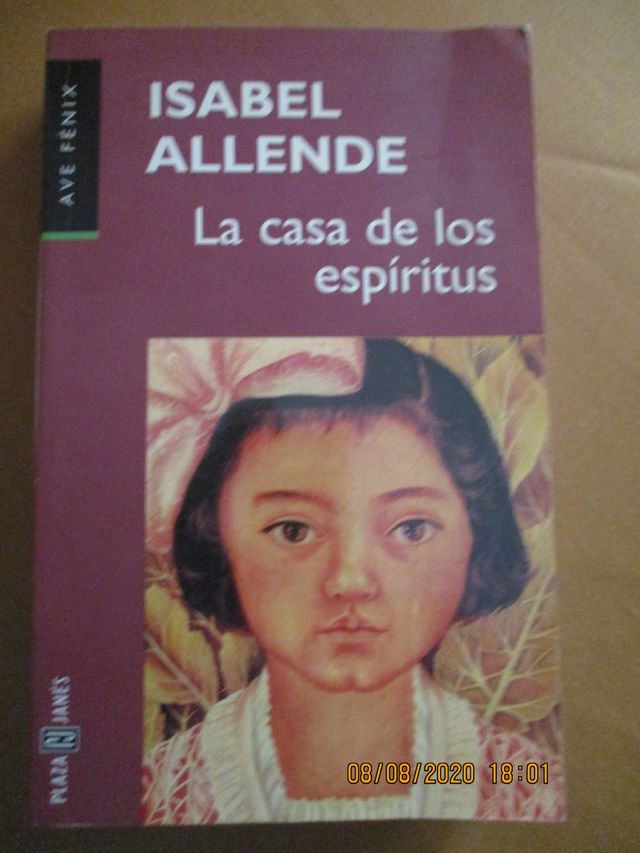 AVE FÉNIX
ISABEL
ALLENDE
La casa de los
espíritus
PLAZA JANÉS
08/08/2020 18:01